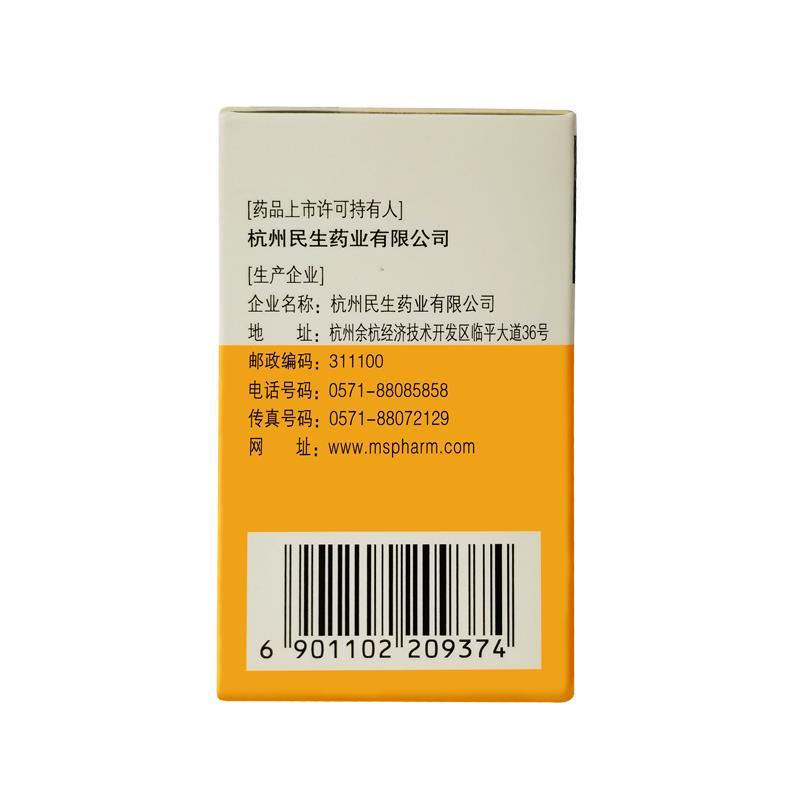 [药品上市许可持有人]
杭州民生药业有限公司
[生产企业]
企业名称：杭州民生药业有限公司
地 址：杭州余杭经济技术开发区临平大道36号
邮政编码：311100
电话号码：0571-88085858
传真号码：0571-88072129
网 址：www.mspharm.com
6 901102 209374